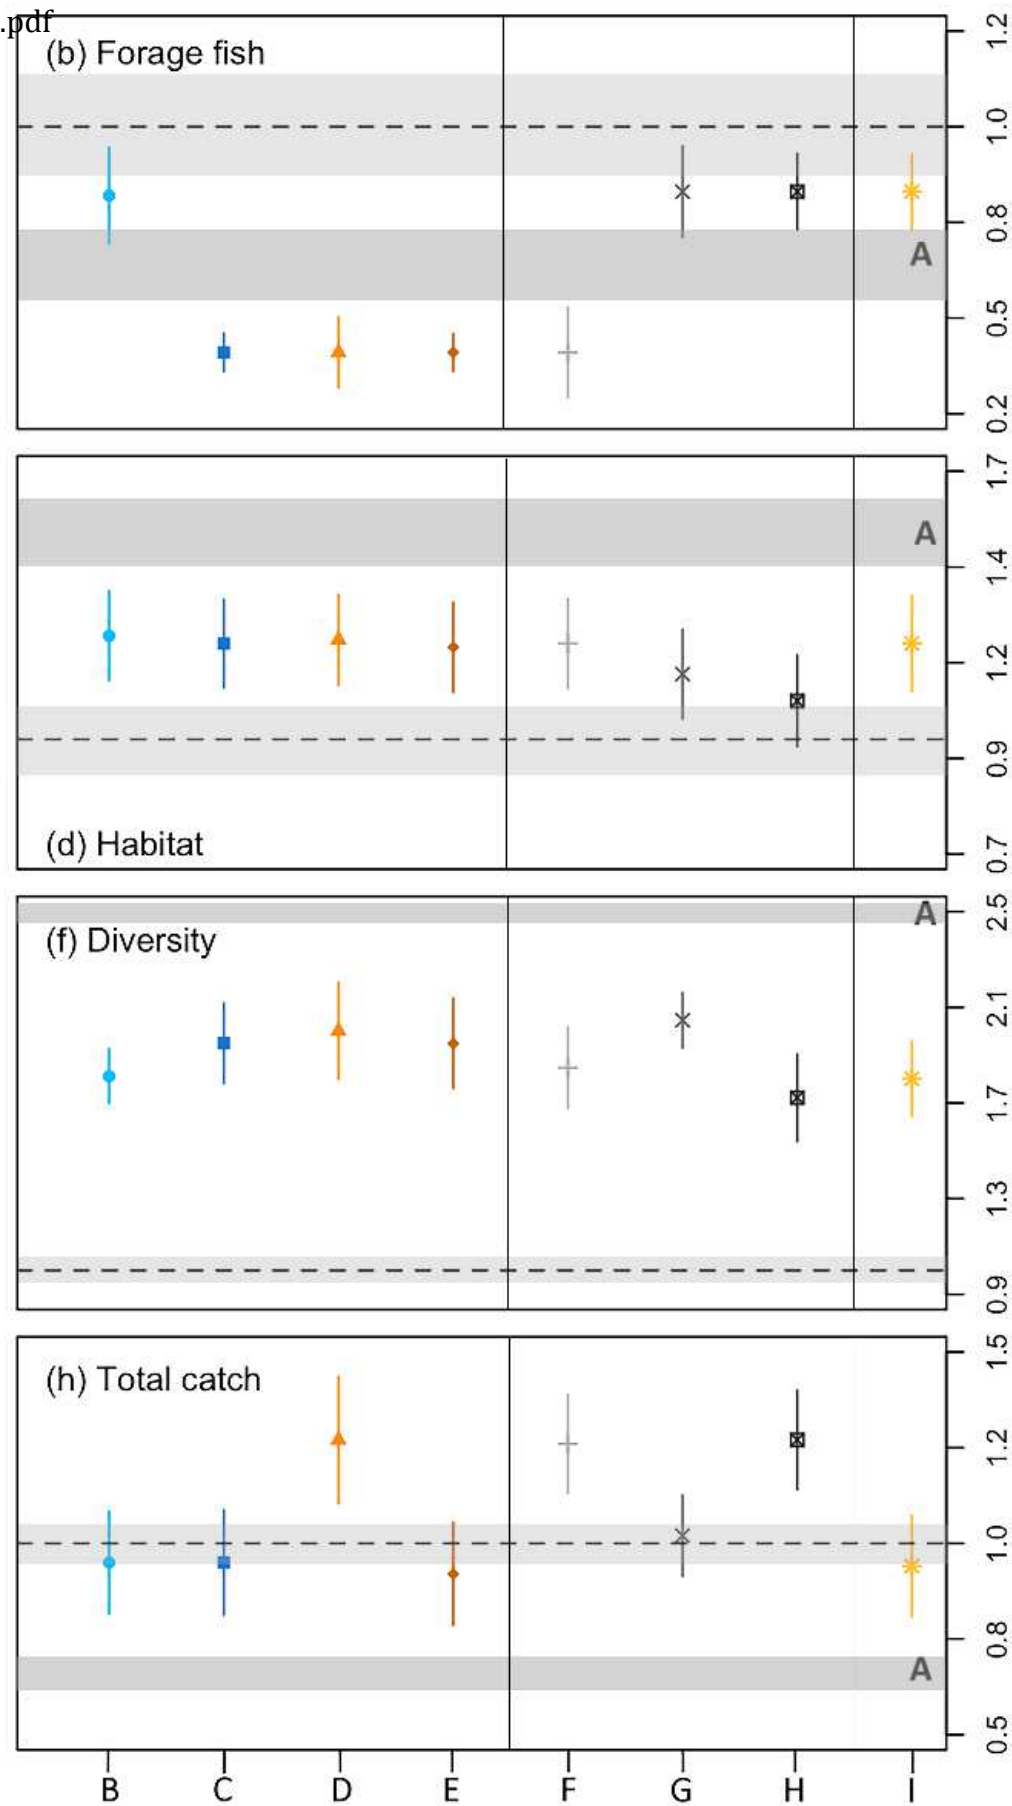 .pdf
(b) Forage fish
1.2
1.0
0.8
A
0.5
0.2
1.7
A
1.4
1.2
0.9
(d) Habitat
0.7
A
2.5
(f) Diversity
2.1
1.7
1.3
0.9
(h) Total catch
1.5
1.2
1.0
0.8
A
0.5
B C D E F G H I